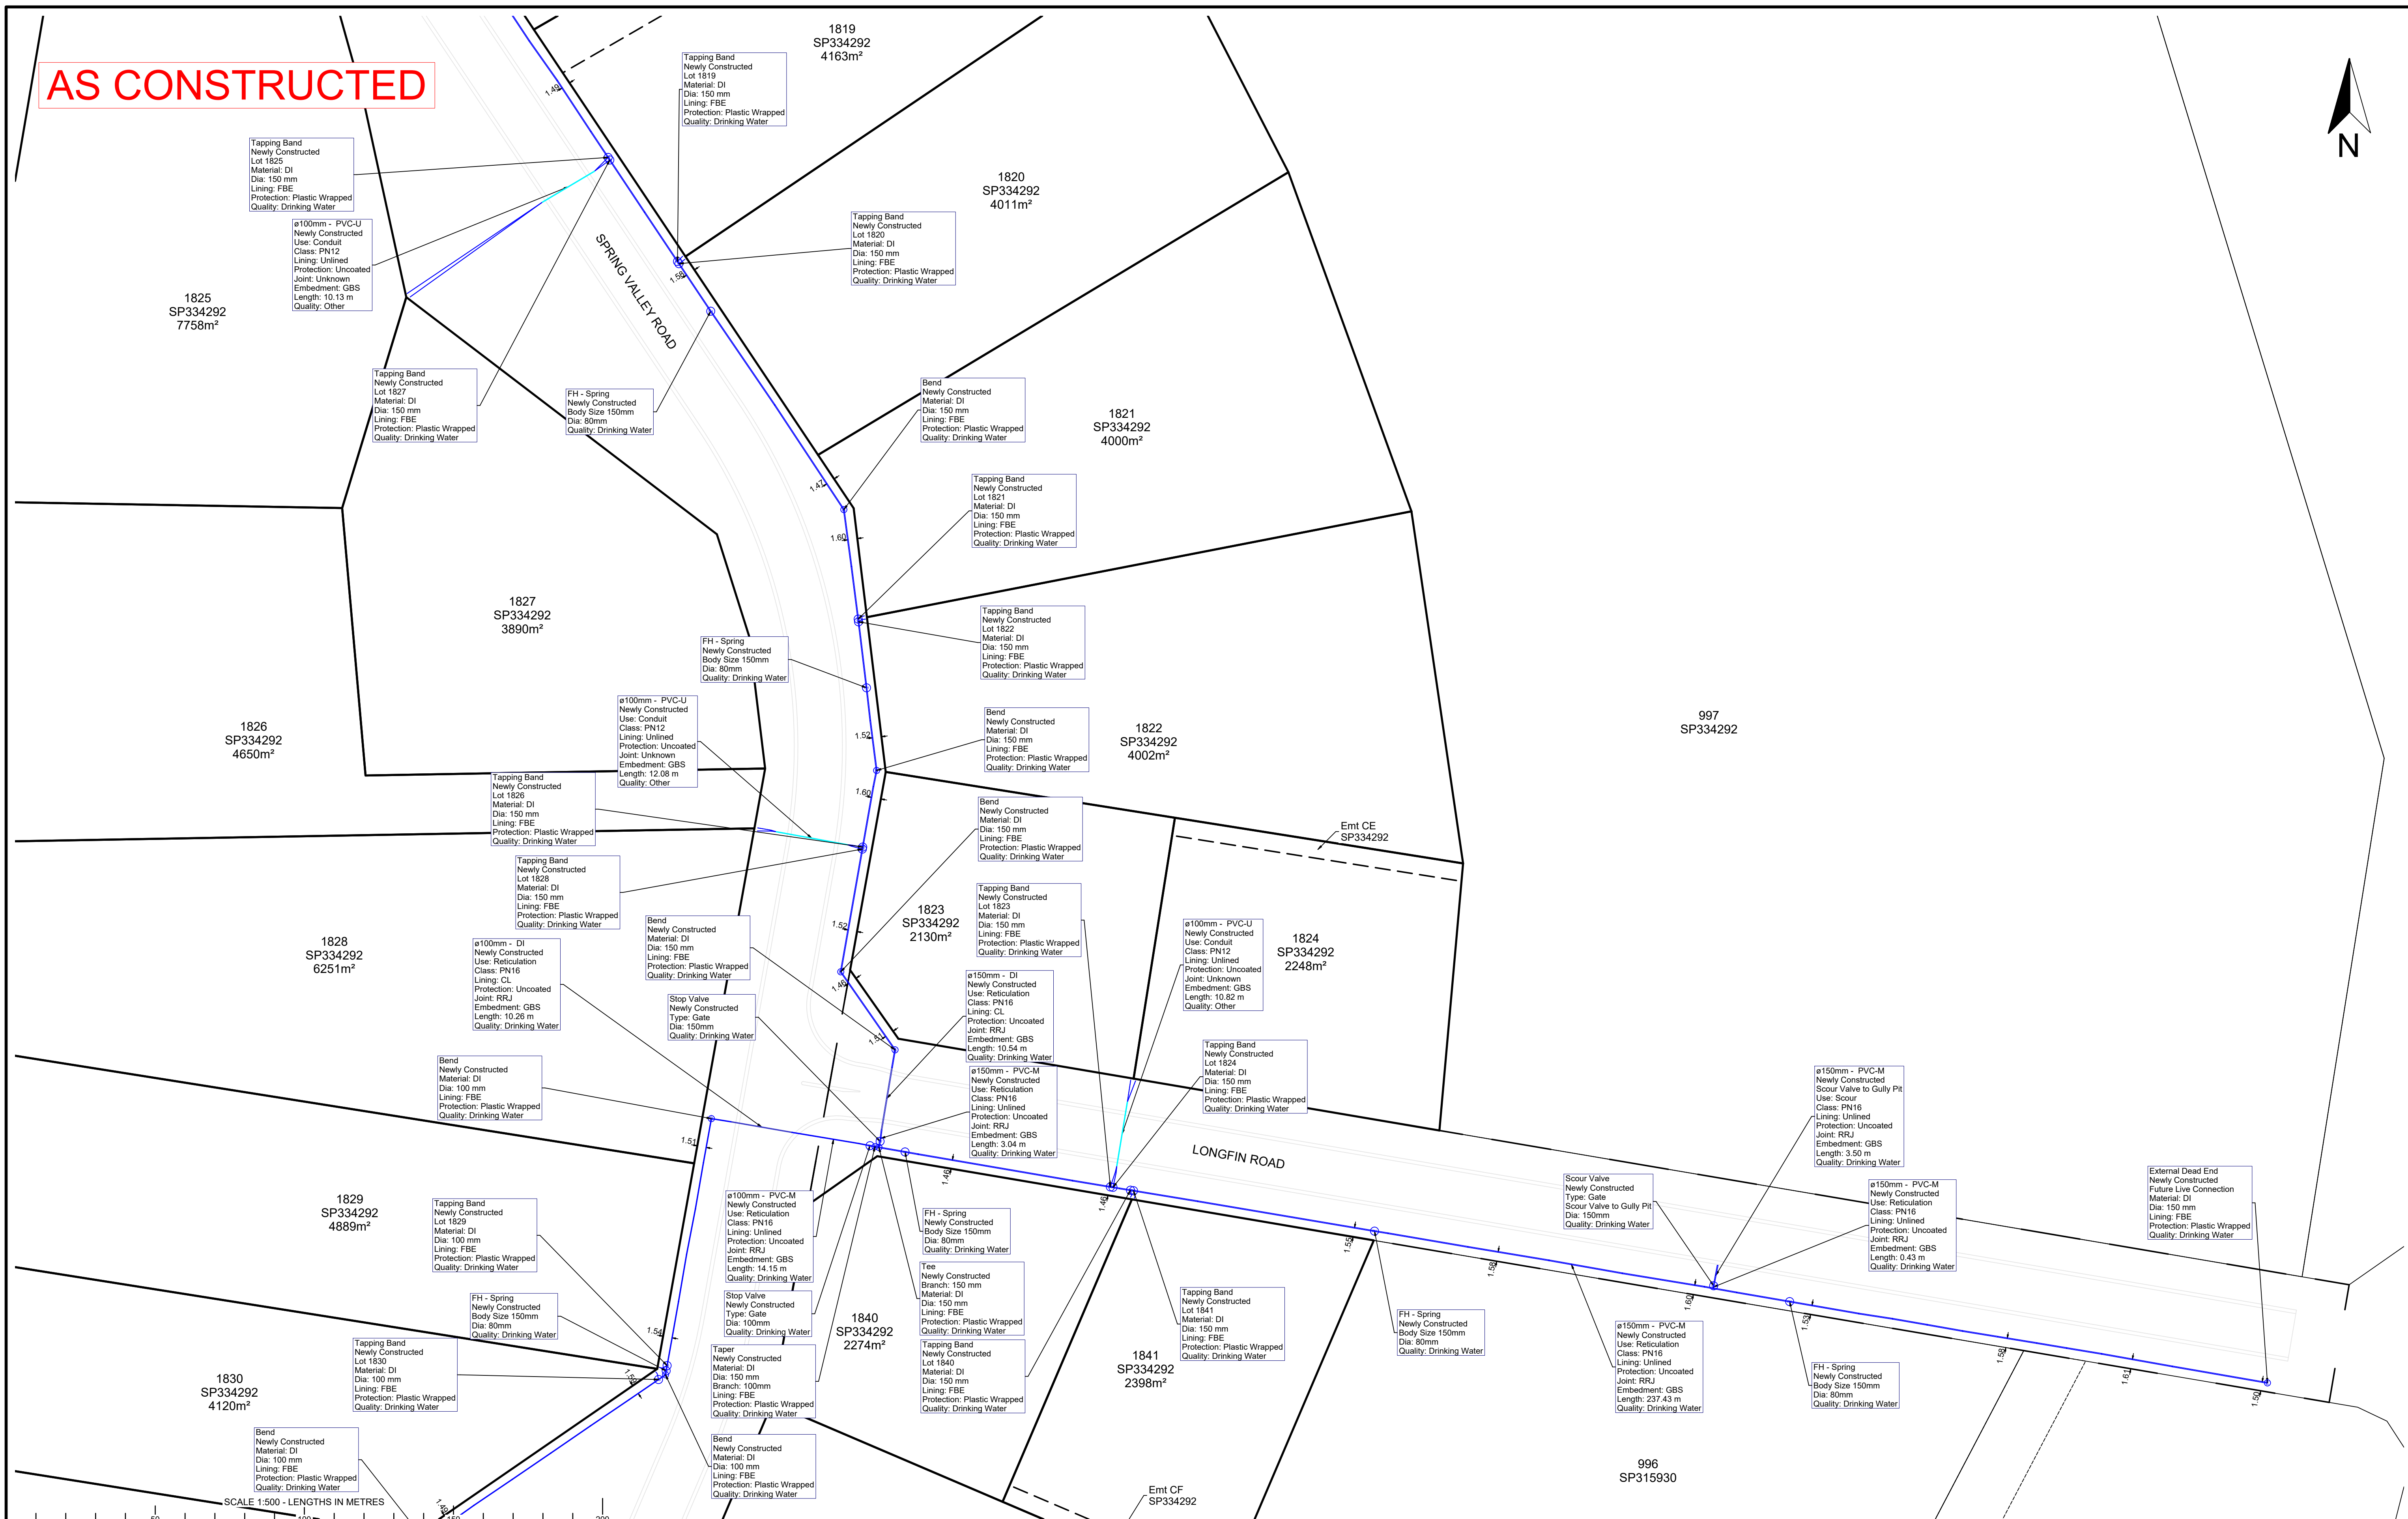 AS CONSTRUCTED
1819
SP334292
4163m²
Tapping Band
Newly Constructed
Lot 1819
Material: DI
Dia: 150 mm
Lining: FBE
Protection: Plastic Wrapped
Quality: Drinking Water
1.49
N
Tapping Band
Newly Constructed
Lot 1825
Material: DI
Dia: 150 mm
Lining: FBE
Protection: Plastic Wrapped
Quality: Drinking Water
1820
SP334292
4011m²
Tapping Band
Newly Constructed
Lot 1820
Material: DI
Dia: 150 mm
Lining: FBE
Protection: Plastic Wrapped
Quality: Drinking Water
ø100mm - PVC-U
Newly Constructed
Use: Conduit
Class: PN12
Lining: Unlined
Protection: Uncoated
Joint: Unknown
Embedment: GBS
Length: 10.13 m
Quality: Other
SPRING VALLEY ROAD
1825
SP334292
7758m²
Tapping Band
Newly Constructed
Lot 1827
Material: DI
Dia: 150 mm
Lining: FBE
Protection: Plastic Wrapped
Quality: Drinking Water
FH - Spring
Newly Constructed
Body Size 150mm
Dia: 80mm
Quality: Drinking Water
Bend
Newly Constructed
Material: DI
Dia: 150 mm
Lining: FBE
Protection: Plastic Wrapped
Quality: Drinking Water
1821
SP334292
4000m²
1.47
Tapping Band
Newly Constructed
Lot 1821
Material: DI
Dia: 150 mm
Lining: FBE
Protection: Plastic Wrapped
Quality: Drinking Water
1.60
1827
SP334292
3890m²
Tapping Band
Newly Constructed
Lot 1822
Material: DI
Dia: 150 mm
Lining: FBE
Protection: Plastic Wrapped
Quality: Drinking Water
FH - Spring
Newly Constructed
Body Size 150mm
Dia: 80mm
Quality: Drinking Water
ø100mm - PVC-U
Newly Constructed
Use: Conduit
Class: PN12
Lining: Unlined
Protection: Uncoated
Joint: Unknown
Embedment: GBS
Length: 12.08 m
Quality: Other
1826
SP334292
4650m²
Bend
Newly Constructed
Material: DI
Dia: 150 mm
Lining: FBE
Protection: Plastic Wrapped
Quality: Drinking Water
1822
SP334292
4002m²
997
SP334292
1.52
Tapping Band
Newly Constructed
Lot 1826
Material: DI
Dia: 150 mm
Lining: FBE
Protection: Plastic Wrapped
Quality: Drinking Water
1.60
Bend
Newly Constructed
Material: DI
Dia: 150 mm
Lining: FBE
Protection: Plastic Wrapped
Quality: Drinking Water
Emt CE
SP334292
Tapping Band
Newly Constructed
Lot 1828
Material: DI
Dia: 150 mm
Lining: FBE
Protection: Plastic Wrapped
Quality: Drinking Water
1823
SP334292
2130m²
Tapping Band
Newly Constructed
Lot 1823
Material: DI
Dia: 150 mm
Lining: FBE
Protection: Plastic Wrapped
Quality: Drinking Water
1.52
ø100mm - PVC-U
Newly Constructed
Use: Conduit
Class: PN12
Lining: Unlined
Protection: Uncoated
Joint: Unknown
Embedment: GBS
Length: 10.82 m
Quality: Other
1824
SP334292
2248m²
1828
SP334292
6251m²
ø100mm - DI
Newly Constructed
Use: Reticulation
Class: PN16
Lining: CL
Protection: Uncoated
Joint: RRJ
Embedment: GBS
Length: 10.26 m
Quality: Drinking Water
Bend
Newly Constructed
Material: DI
Dia: 150 mm
Lining: FBE
Protection: Plastic Wrapped
Quality: Drinking Water
Stop Valve
Newly Constructed
Type: Gate
Dia: 150mm
Quality: Drinking Water
1.51
ø150mm - DI
Newly Constructed
Use: Reticulation
Class: PN16
Lining: CL
Protection: Uncoated
Joint: RRJ
Embedment: GBS
Length: 10.54 m
Quality: Drinking Water
Bend
Newly Constructed
Material: DI
Dia: 100 mm
Lining: FBE
Protection: Plastic Wrapped
Quality: Drinking Water
ø150mm - PVC-M
Newly Constructed
Use: Reticulation
Class: PN16
Lining: Unlined
Protection: Uncoated
Joint: RRJ
Embedment: GBS
Length: 3.04 m
Quality: Drinking Water
Tapping Band
Newly Constructed
Lot 1824
Material: DI
Dia: 150 mm
Lining: FBE
Protection: Plastic Wrapped
Quality: Drinking Water
ø150mm - PVC-M
Newly Constructed
Scour Valve to Gully Pit
Use: Scour
Class: PN16
Lining: Unlined
Protection: Uncoated
Joint: RRJ
Embedment: GBS
Length: 3.50 m
Quality: Drinking Water
1.51
1.46
LONGFIN ROAD
1.46
Scour Valve
Newly Constructed
Type: Gate
Scour Valve to Gully Pit
Dia: 150mm
Quality: Drinking Water
ø150mm - PVC-M
Newly Constructed
Use: Reticulation
Class: PN16
Lining: Unlined
Protection: Uncoated
Joint: RRJ
Embedment: GBS
Length: 0.43 m
Quality: Drinking Water
External Dead End
Newly Constructed
Future Live Connection
Material: DI
Dia: 150 mm
Lining: FBE
Protection: Plastic Wrapped
Quality: Drinking Water
1829
SP334292
4889m²
Tapping Band
Newly Constructed
Lot 1829
Material: DI
Dia: 100 mm
Lining: FBE
Protection: Plastic Wrapped
Quality: Drinking Water
ø100mm - PVC-M
Newly Constructed
Use: Reticulation
Class: PN16
Lining: Unlined
Protection: Uncoated
Joint: RRJ
Embedment: GBS
Length: 14.15 m
Quality: Drinking Water
FH - Spring
Newly Constructed
Body Size 150mm
Dia: 80mm
Quality: Drinking Water
1.55
1.58
1.60
1.53
Tee
Newly Constructed
Branch: 150 mm
Material: DI
Dia: 150 mm
Lining: FBE
Protection: Plastic Wrapped
Quality: Drinking Water
FH - Spring
Newly Constructed
Body Size 150mm
Dia: 80mm
Quality: Drinking Water
Stop Valve
Newly Constructed
Type: Gate
Dia: 100mm
Quality: Drinking Water
1840
SP334292
2274m²
Tapping Band
Newly Constructed
Lot 1841
Material: DI
Dia: 150 mm
Lining: FBE
Protection: Plastic Wrapped
Quality: Drinking Water
FH - Spring
Newly Constructed
Body Size 150mm
Dia: 80mm
Quality: Drinking Water
ø150mm - PVC-M
Newly Constructed
Use: Reticulation
Class: PN16
Lining: Unlined
Protection: Uncoated
Joint: RRJ
Embedment: GBS
Length: 237.43 m
Quality: Drinking Water
1.54
1.58
1.61
1.50
Tapping Band
Newly Constructed
Lot 1830
Material: DI
Dia: 100 mm
Lining: FBE
Protection: Plastic Wrapped
Quality: Drinking Water
Taper
Newly Constructed
Material: DI
Dia: 150 mm
Branch: 100mm
Lining: FBE
Protection: Plastic Wrapped
Quality: Drinking Water
Tapping Band
Newly Constructed
Lot 1840
Material: DI
Dia: 150 mm
Lining: FBE
Protection: Plastic Wrapped
Quality: Drinking Water
1841
SP334292
2398m²
FH - Spring
Newly Constructed
Body Size 150mm
Dia: 80mm
Quality: Drinking Water
1830
SP334292
4120m²
Bend
Newly Constructed
Material: DI
Dia: 100 mm
Lining: FBE
Protection: Plastic Wrapped
Quality: Drinking Water
Bend
Newly Constructed
Material: DI
Dia: 100 mm
Lining: FBE
Protection: Plastic Wrapped
Quality: Drinking Water
996
SP315930
Emt CF
SP334292
1.49
SCALE 1:500 - LENGTHS IN METRES